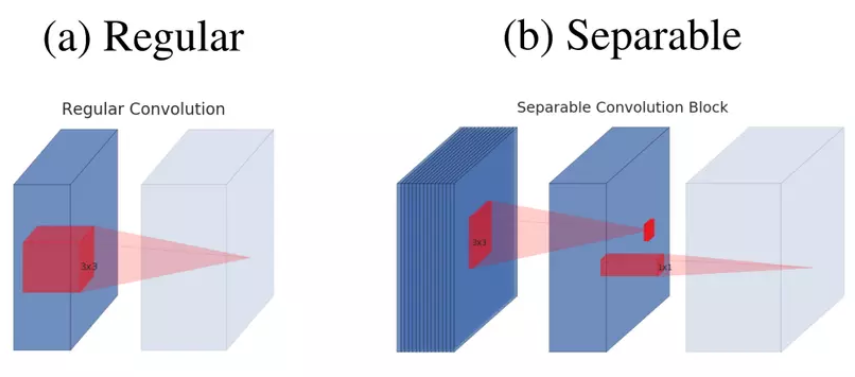 (a) Regular
(b) Separable
Regular Convolution
Separable Convolution Block
3x3
3x3
1x1